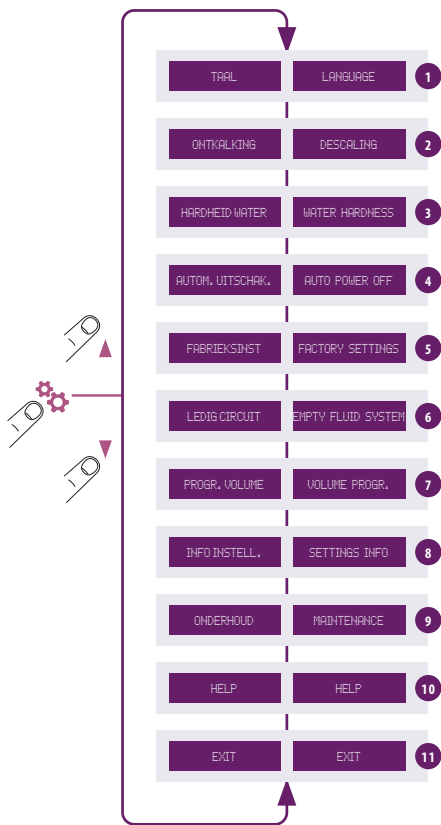 TAAL LANGUAGE 1
ONTKALKING DESCALING 2
HARDHEID WATER WATER HARDNESS 3
AUTOM. UITSCHAK. AUTO POWER OFF 4
FABRIEKSINST FACTORY SETTINGS 5
LEDIG CIRCUIT EMPTY FLUID SYSTEM 6
PROGR. VOLUME VOLUME PROGR. 7
INFO INSTELL. SETTINGS INFO 8
ONDERHOUD MAINTENANCE 9
HELP HELP 10
EXIT EXIT 11